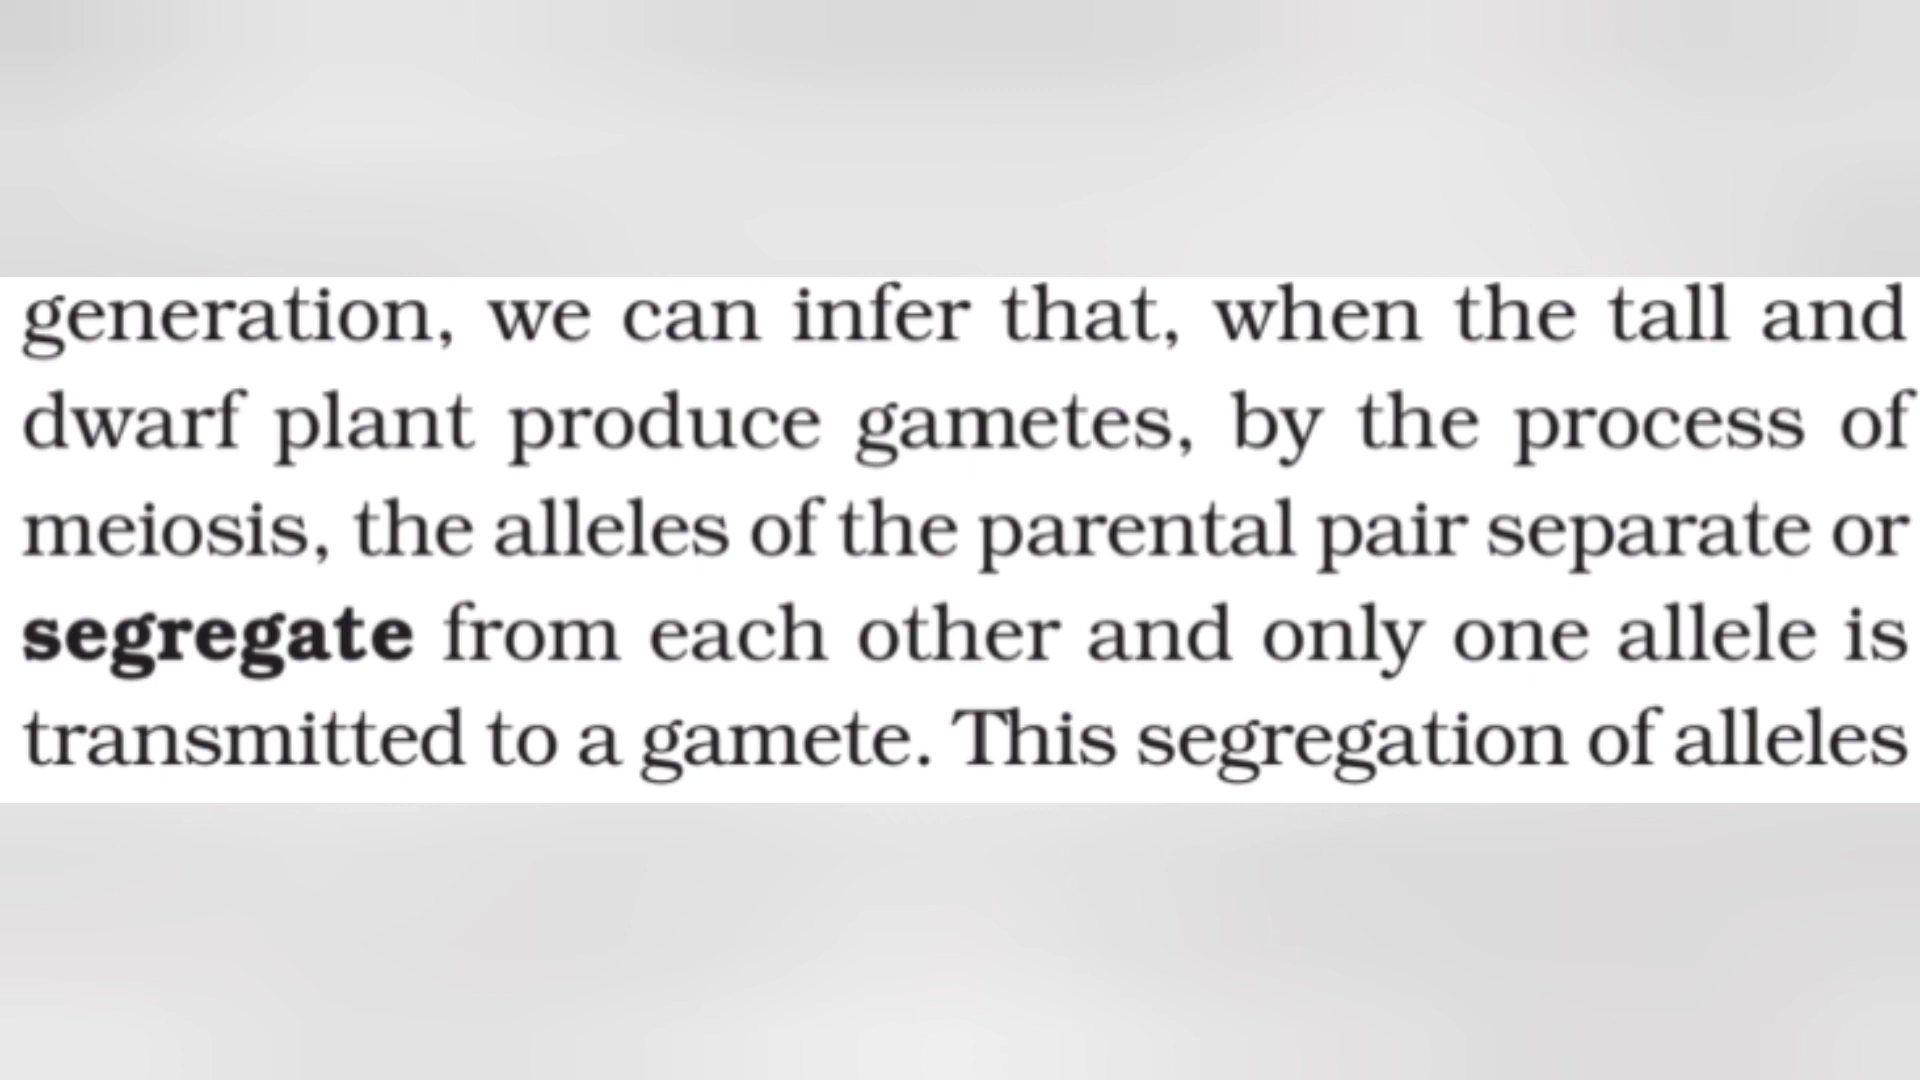 generation, we can infer that, when the tall and
dwarf plant produce gametes, by the process of
meiosis, the alleles of the parental pair separate or
segregate from each other and only one allele is
transmitted to a gamete. This segregation of alleles